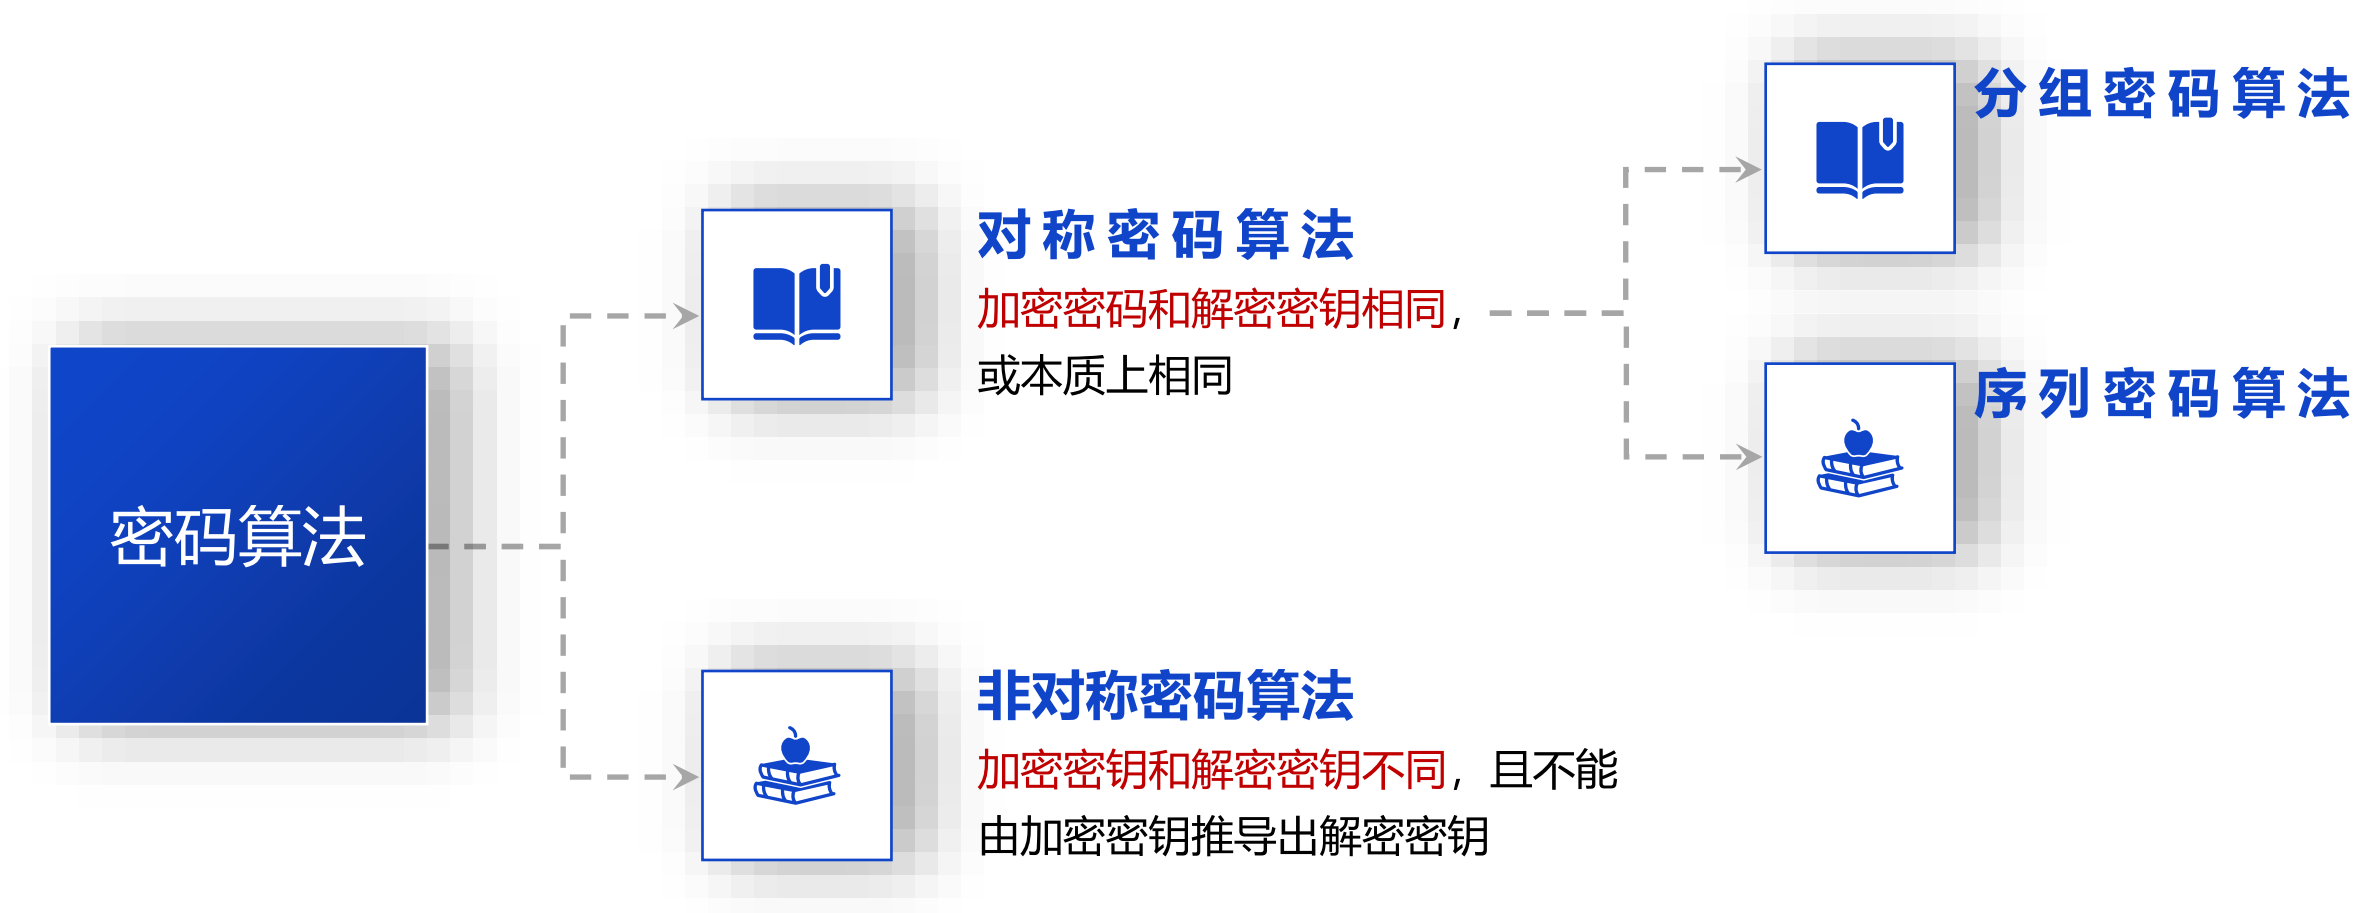 密码算法
对称密码算法
加密密码和解密密钥相同，
或本质上相同
非对称密码算法
加密密钥和解密密钥不同，且不能
由加密密钥推导出解密密钥
分组密码算法
序列密码算法